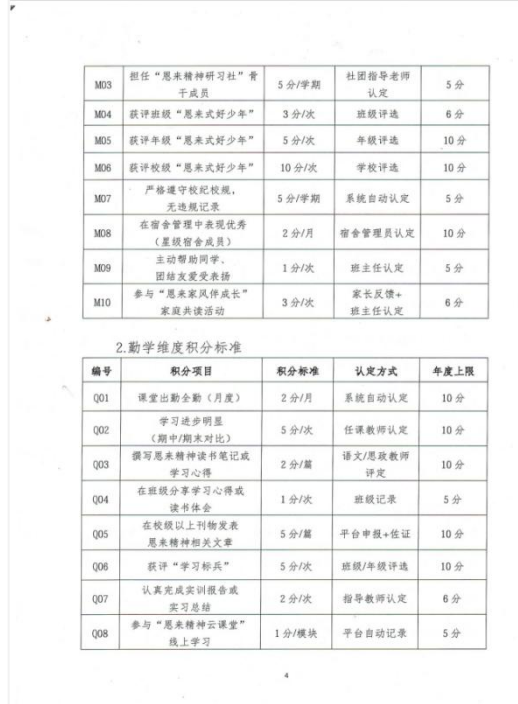 M03 担任“恩来精神研习社”骨 5分/学期 社团指导老师 5分
干成员 认定
M04 获评班级“恩来式好少年” 3分/次 班级评选 6分
M05 获评年级“恩来式好少年” 5分/次 年级评选 10分
M06 获评校级“恩来式好少年” 10分/次 学校评选 10分
M07 严格遵守校纪校规， 5分/学期 系统自动认定 5分
无违规记录
M08 在宿舍管理中表现优秀 2分/月 宿舍管理员认定 10分
（星级宿舍成员）
M09 主动帮助同学、 1分/次 班主任认定 5分
团结友爱受表扬
M10 参与“恩来家风伴成长” 3分/次 家长反馈+ 6分
家庭共读活动 班主任认定
2.勤学维度积分标准
编号 积分项目 积分标准 认定方式 年度上限
Q01 课堂出勤全勤（月度） 2分/月 系统自动认定 10分
Q02 学习进步明显 5分/次 任课教师认定 10分
（期中/期末对比）
Q03 撰写恩来精神读书笔记或 2分/篇 语文/思政教师 10分
学习心得 评定
Q04 在班级分享学习心得或 1分/次 班级记录 5分
读书体会
Q05 在校级以上刊物发表 5分/篇 平台申报+佐证 10分
恩来精神相关文章
Q06 获评“学习标兵” 5分/次 班级/年级评选 10分
Q07 认真完成实训报告或 2分/次 指导教师认定 6分
实习总结
Q08 参与“恩来精神云课堂” 1分/模块 平台自动记录 5分
线上学习
4